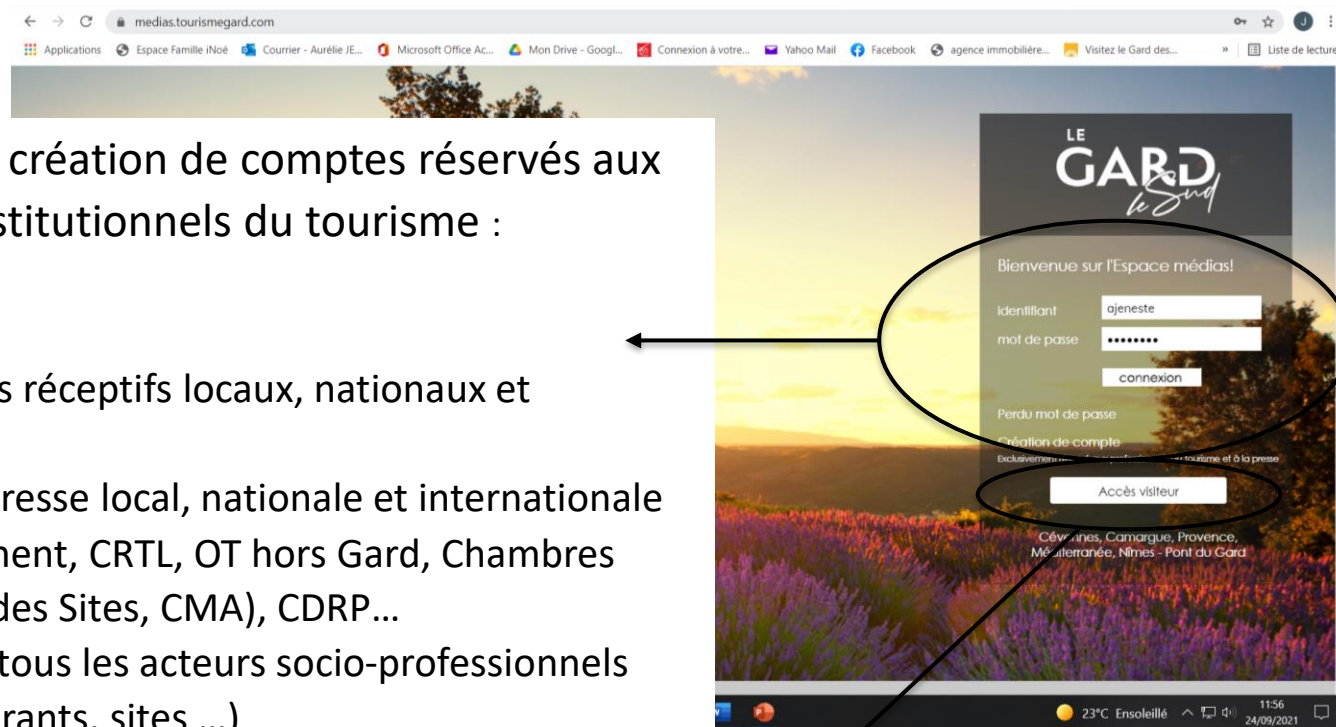 medias.tourismegard.com
Applications Espace Famille iNoé Courrier - Aurélie JE... Microsoft Office Ac... Mon Drive - Googl... Connexion à votre... Yahoo Mail Facebook agence immobilière... Visitez le Gard des... » Liste de lecture
J
création de comptes réservés aux
stitutionnels du tourisme :
s réceptifs locaux, nationaux et
resse local, nationale et internationale
ment, CRTL, OT hors Gard, Chambres
des Sites, CMA), CDRP...
tous les acteurs socio-professionnels
rants, sites ...)
LE
GARD
le Sud
Bienvenue sur l'Espace médias!
identifiant ajeneste
mot de passe ••••••••
connexion
Perdu mot de passe
Création de compte
Exclusivement tourisme et à la presse
Accès visiteur
Cévennes, Camargue, Provence,
Méditerranée, Nîmes - Pont du Gard
23°C Ensoleillé 11:56
24/09/2021